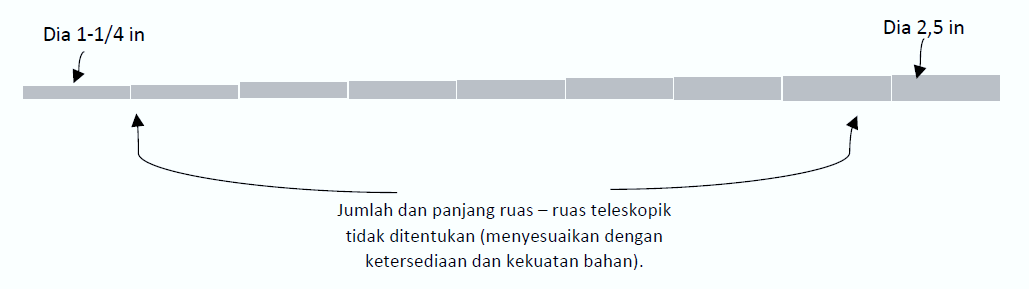 Dia 1-1/4 in
Dia 2,5 in
Jumlah dan panjang ruas – ruas teleskopik
tidak ditentukan (menyesuaikan dengan
ketersediaan dan kekuatan bahan).